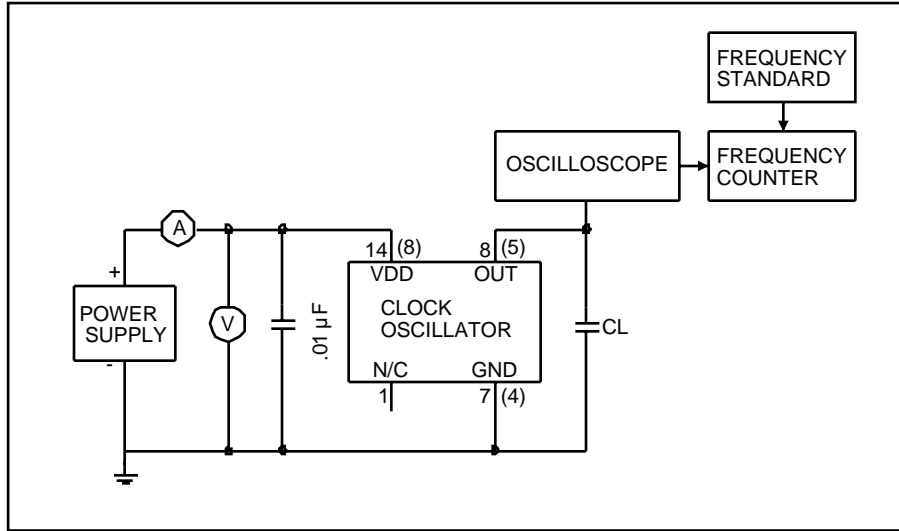 FREQUENCY
STANDARD
OSCILLOSCOPE
FREQUENCY
COUNTER
A
14 (8)
8 (5)
VDD
OUT
+
POWER
SUPPLY
-
V
.01 µF
CLOCK
OSCILLATOR
CL
N/C
GND
1
7 (4)